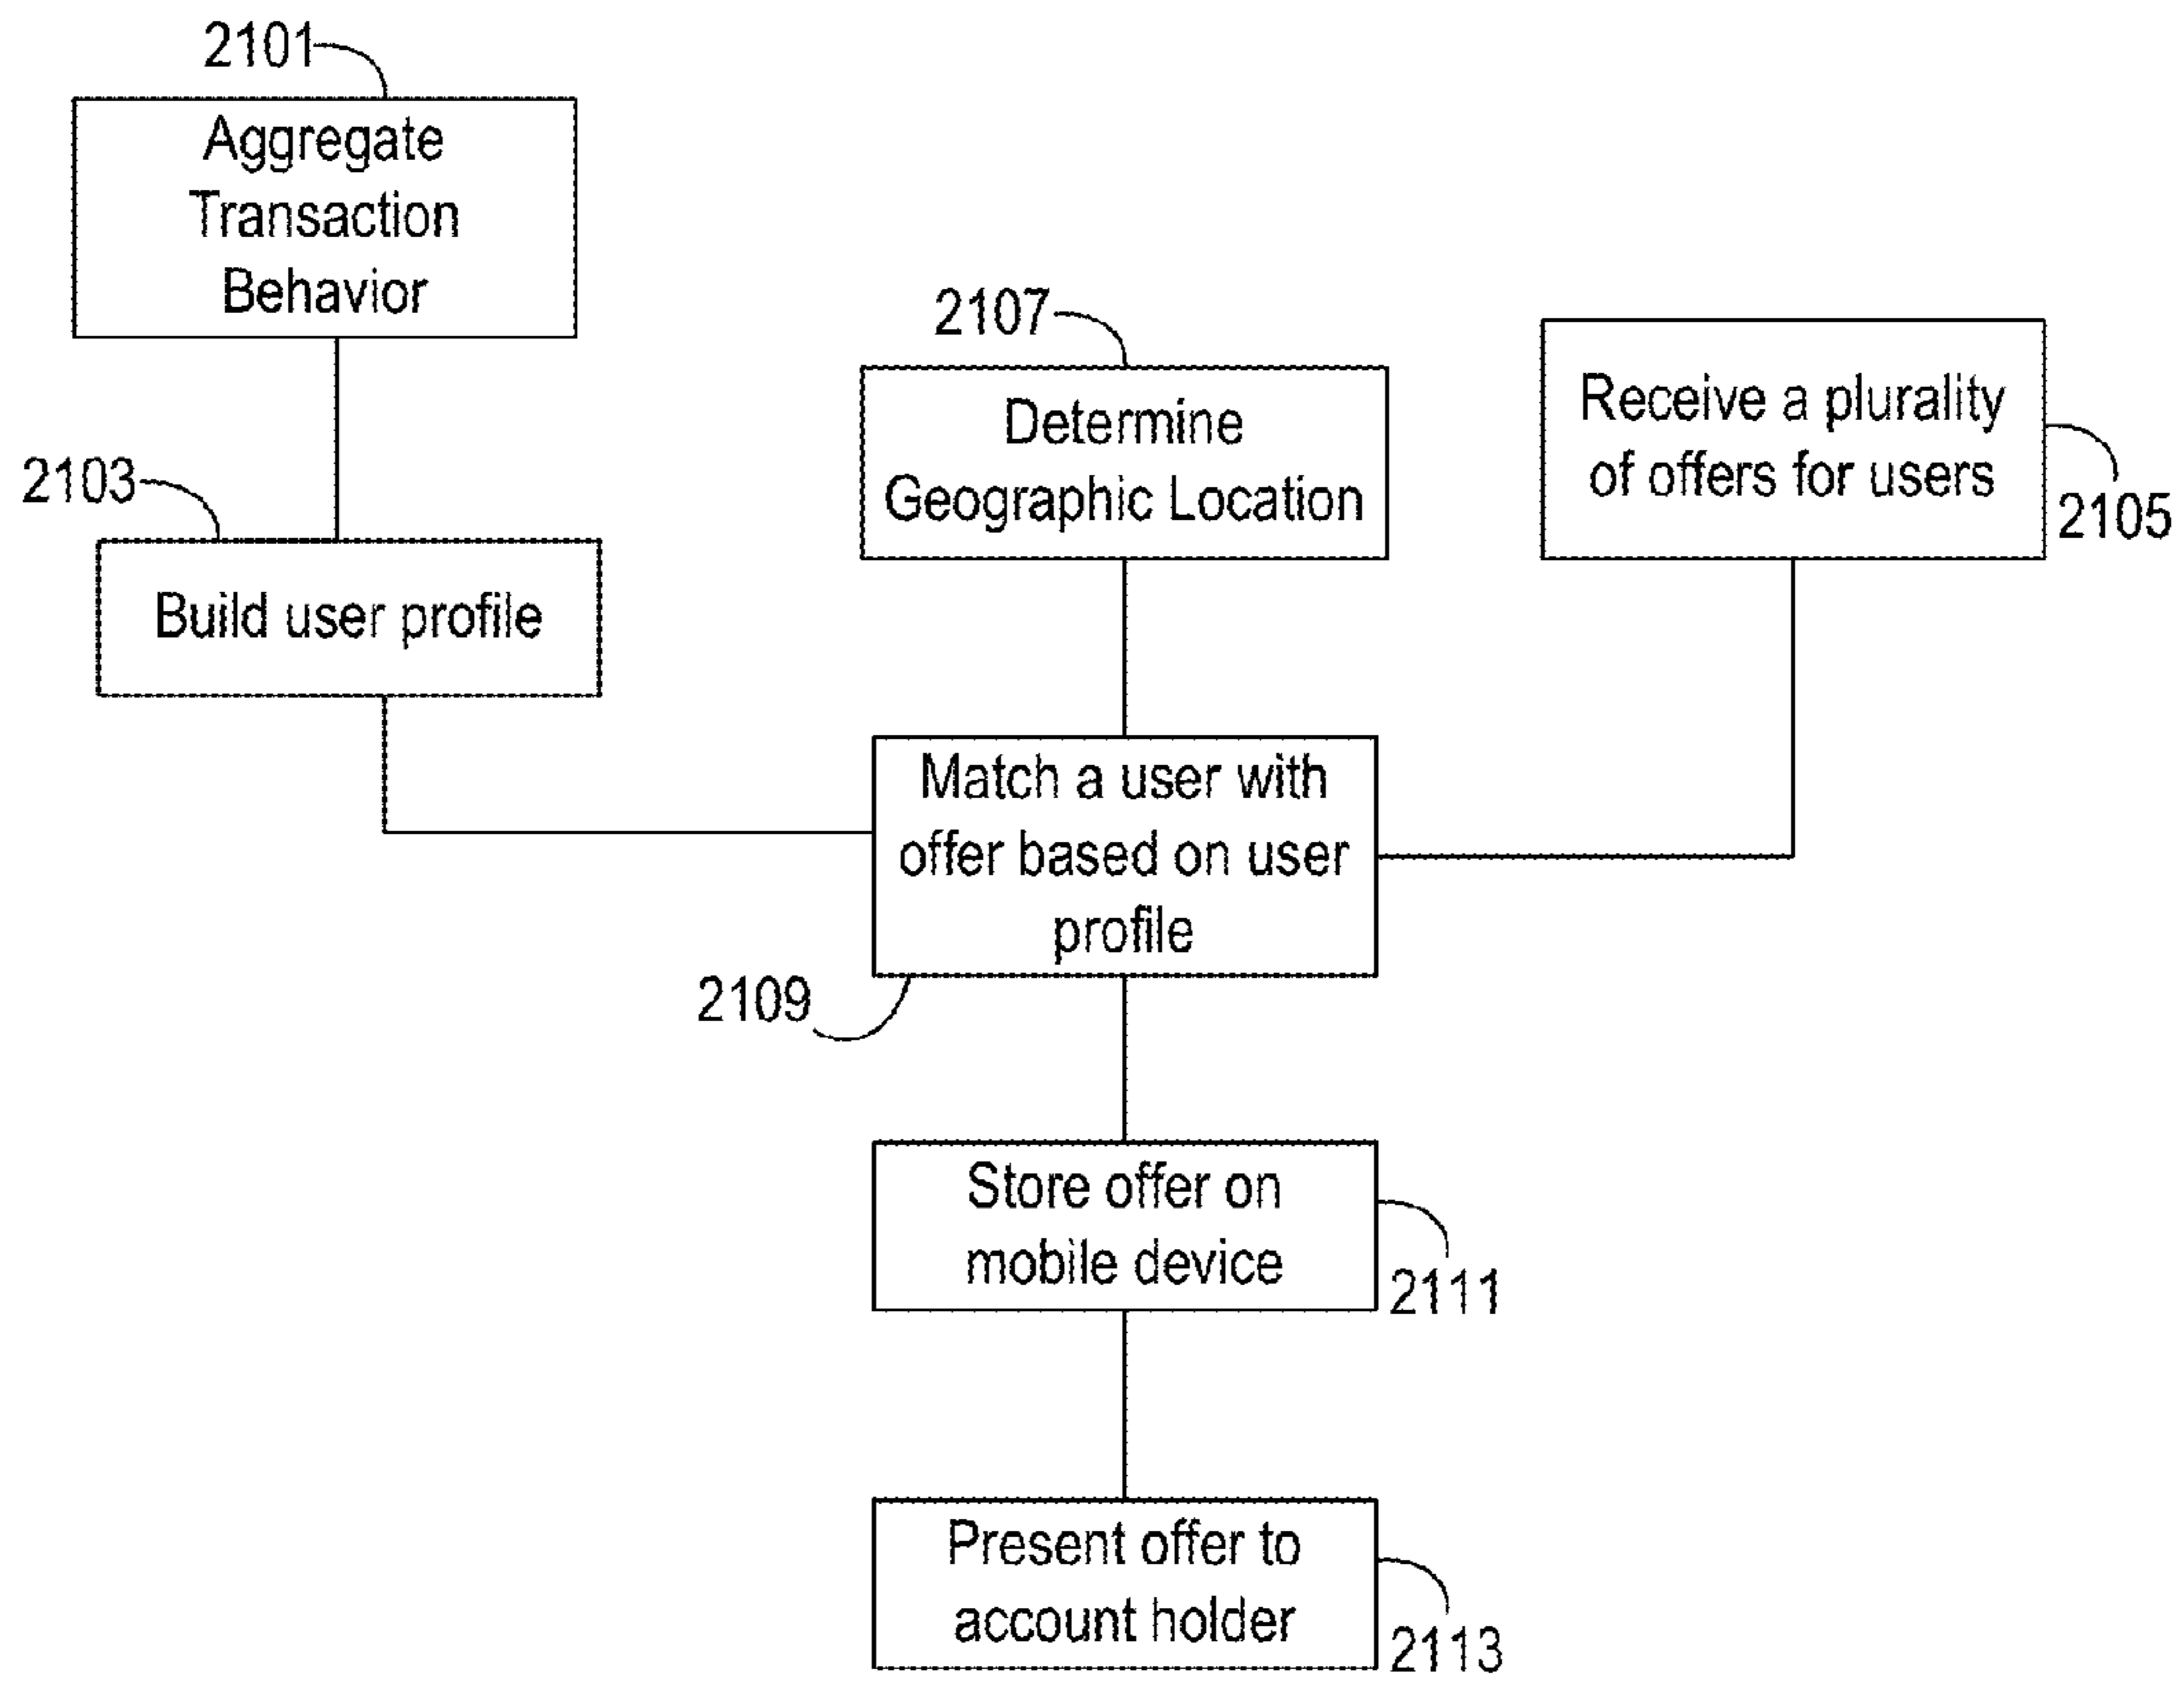 2101
Aggregate
Transaction
Behavior
2107
Determine
Geographic Location
Receive a plurality
of offers for users
2105
2103
Build user profile
Match a user with
offer based on user
profile
2109
Store offer on
mobile device
2111
Present offer to
account holder
2113